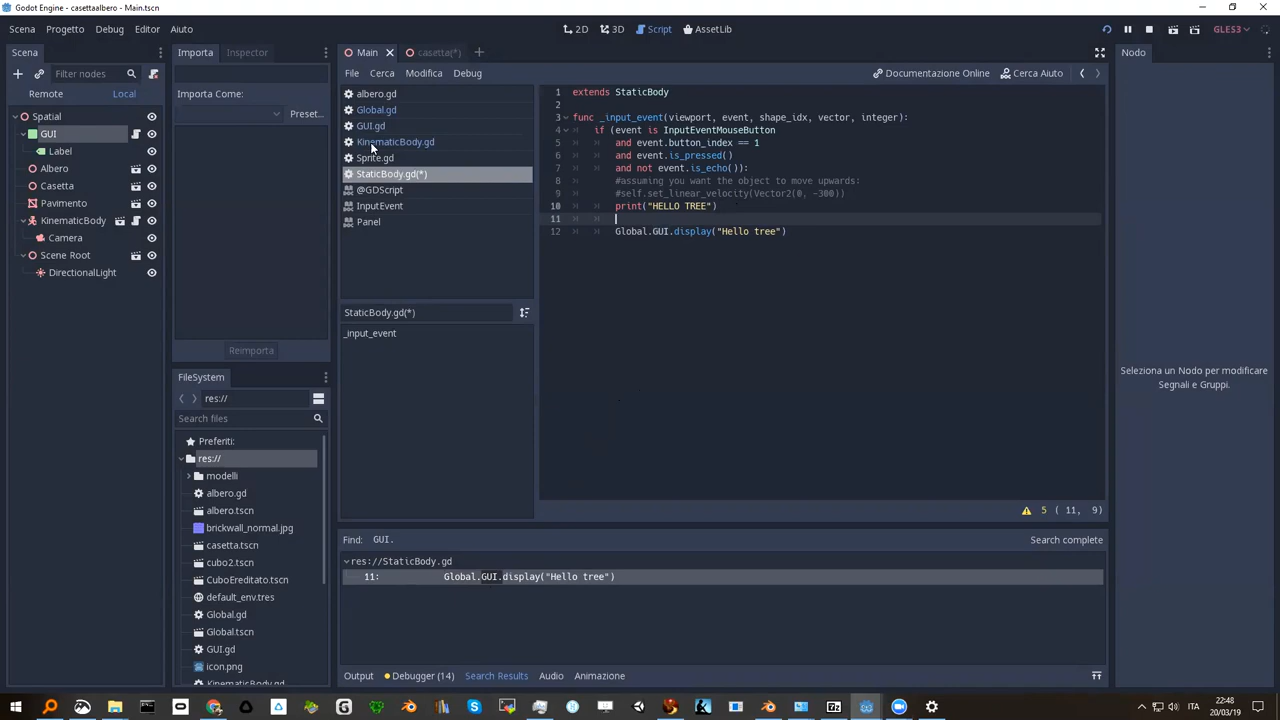 Godot Engine - casettaalbero - Main.tscn
Scena Progetto Debug Editor Aiuto
2D 3D Script AssetLib
GLES3
Scena
Filter nodes
Remote Local
Spatial
GUI
Label
Albero
Casetta
Pavimento
KinematicBody
Camera
Scene Root
DirectionalLight
Importa Inspector
Importa Come:
Preset...
Reimporta
FileSystem
res://
Search files
Preferiti:
res://
modelli
albero.gd
albero.tscn
brickwall_normal.jpg
casetta.tscn
cubo2.tscn
CuboEreditato.tscn
default_env.tres
Global.gd
Global.tscn
GUI.gd
icon.png
KinematicBody.gd
Main casetta(*)
File Cerca Modifica Debug
Documentazione Online Cerca Aiuto
albero.gd
Global.gd
GUI.gd
KinematicBody.gd
Sprite.gd
StaticBody.gd(*)
@GDScript
InputEvent
Panel
StaticBody.gd(*)
_input_event
1 extends StaticBody
2
3 func _input_event(viewport, event, shape_idx, vector, integer):
4 if (event is InputEventMouseButton
5 and event.button_index == 1
6 and event.is_pressed()
7 and not event.is_echo()):
8 #assuming you want the object to move upwards:
9 #self.set_linear_velocity(Vector2(0, -300))
10 print("HELLO TREE")
11
12 Global.GUI.display("Hello tree")
5 ( 11, 9)
Find: GUI. Search complete
res://StaticBody.gd
11: Global.GUI.display("Hello tree")
Output Debugger (14) Search Results Audio Animazione
Nodo
Seleziona un Nodo per modificare
Segnali e Gruppi.
ITA
22:48
20/03/19